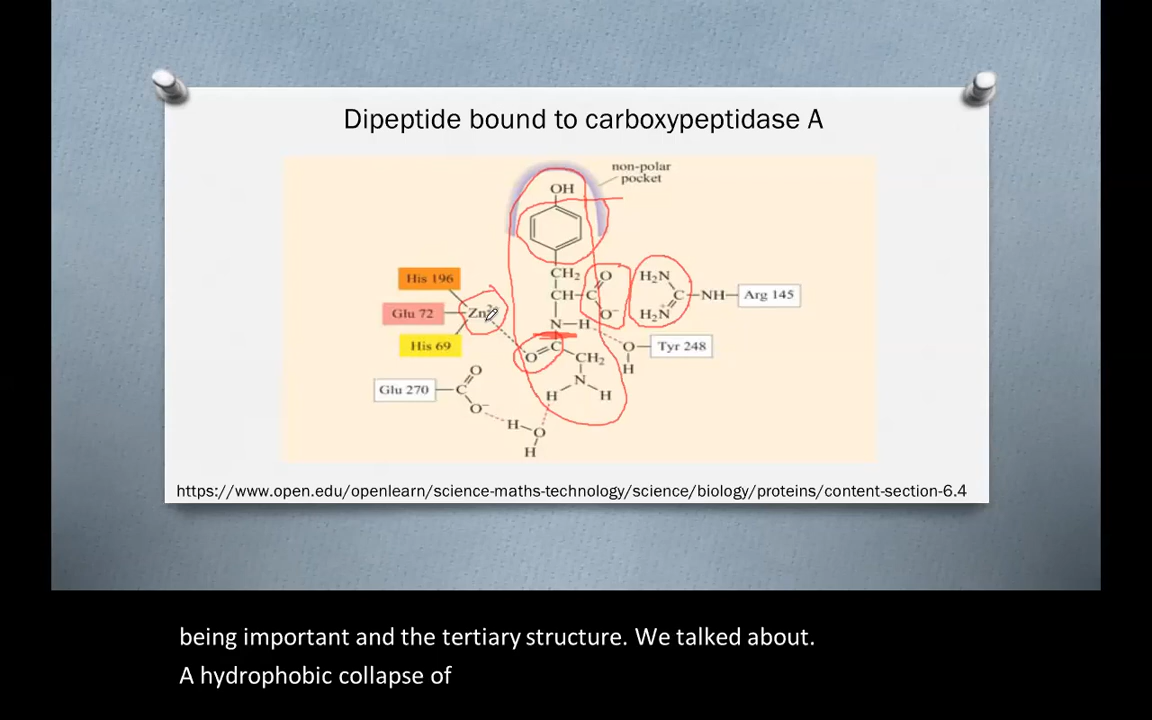 Dipeptide bound to carboxypeptidase A
non-polar
pocket
OH
CH2
CH–C
O
O−
H2N
H2N+
C
NH
Arg 145
His 196
Glu 72
Zn2+
His 69
N–H
O
C
CH2
O
H
Tyr 248
N
H
H
Glu 270
C
O
O−
H
O
H
https://www.open.edu/openlearn/science-maths-technology/science/biology/proteins/content-section-6.4
being important and the tertiary structure. We talked about.
A hydrophobic collapse of